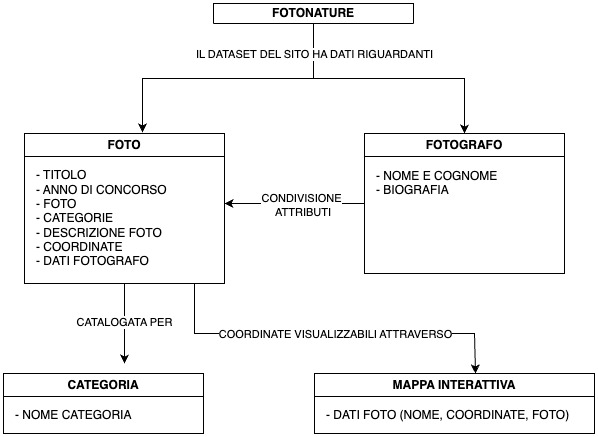 FOTONATURE
IL DATASET DEL SITO HA DATI RIGUARDANTI
FOTO
- TITOLO
- ANNO DI CONCORSO
- FOTO
- CATEGORIE
- DESCRIZIONE FOTO
- COORDINATE
- DATI FOTOGRAFO
CONDIVISIONE
ATTRIBUTI
FOTOGRAFO
- NOME E COGNOME
- BIOGRAFIA
CATALOGATA PER
COORDINATE VISUALIZZABILI ATTRAVERSO
CATEGORIA
- NOME CATEGORIA
MAPPA INTERATTIVA
- DATI FOTO (NOME, COORDINATE, FOTO)